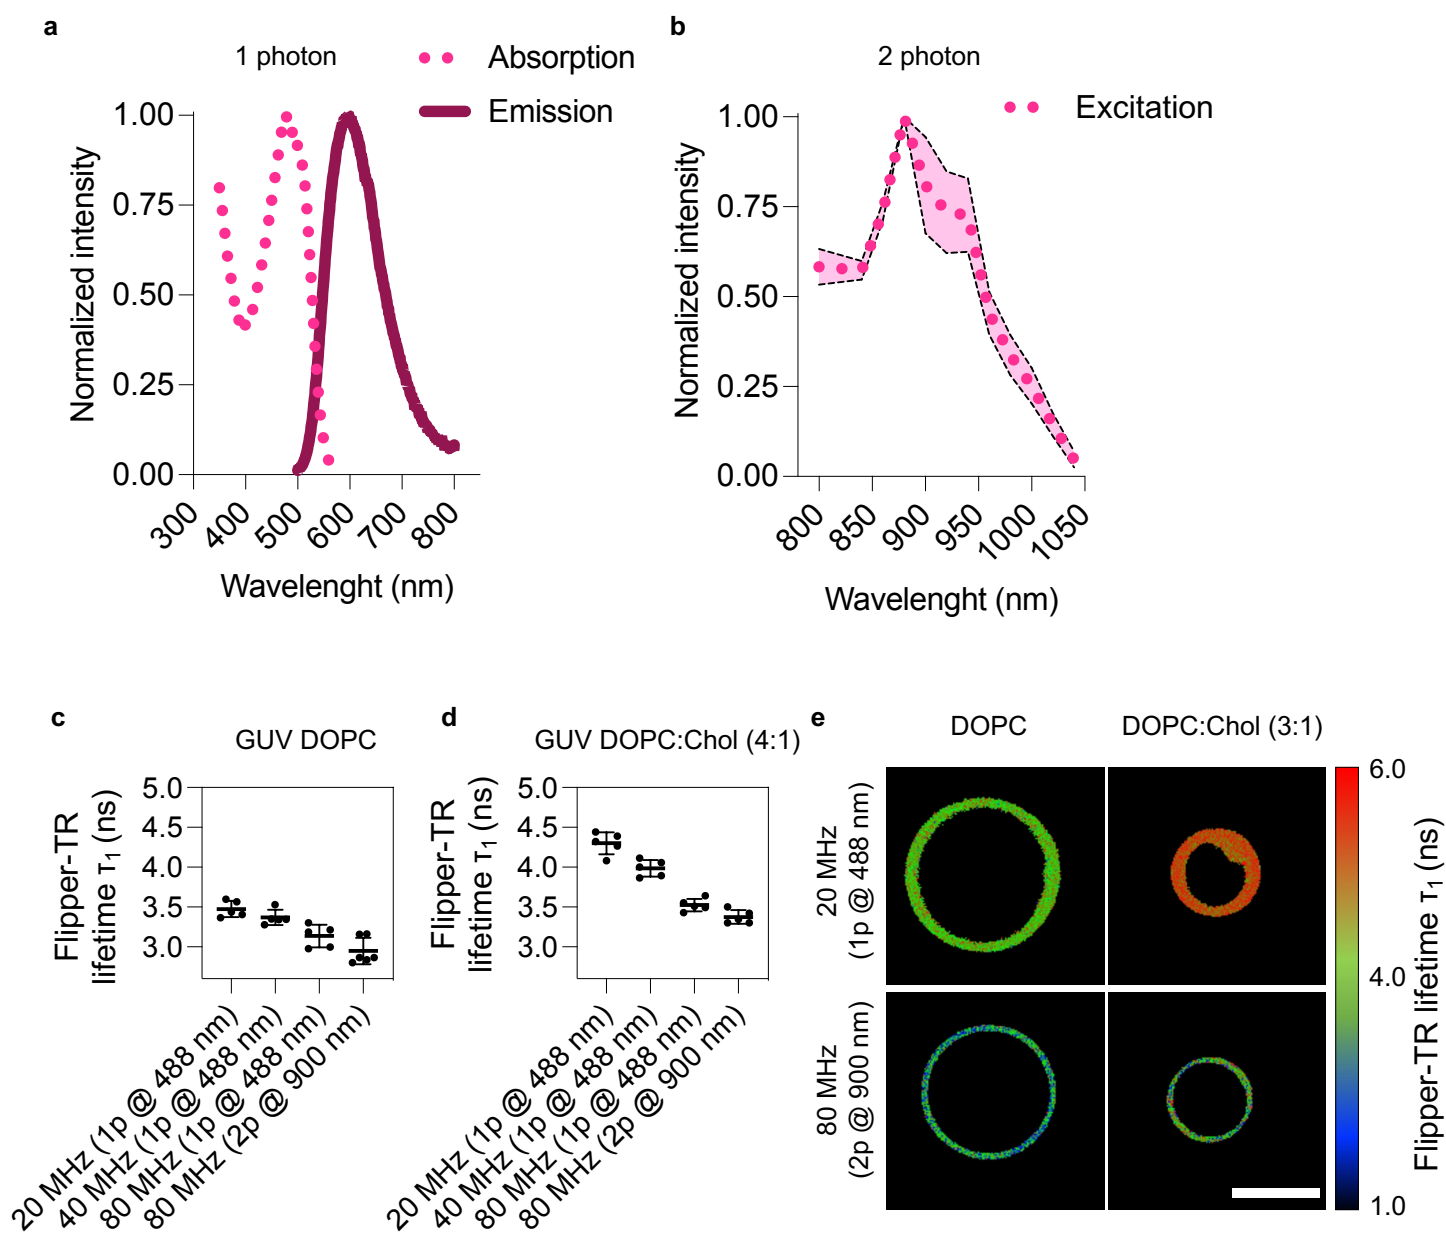 a
1 photon
Absorption
Emission
1.00
0.75
0.50
0.25
0.00
Normalized intensity
300
400
500
600
700
800
Wavelenght (nm)
b
2 photon
Excitation
1.00
0.75
0.50
0.25
0.00
Normalized intensity
800
850
900
950
1000
1050
Wavelenght (nm)
c
GUV DOPC
Flipper-TR
lifetime τ1 (ns)
5.0
4.5
4.0
3.5
3.0
20 MHz (1p @ 488 nm)
40 MHz (1p @ 488 nm)
80 MHz (1p @ 488 nm)
80 MHz (2p @ 900 nm)
d
GUV DOPC:Chol (4:1)
Flipper-TR
lifetime τ1 (ns)
5.0
4.5
4.0
3.5
3.0
20 MHz (1p @ 488 nm)
40 MHz (1p @ 488 nm)
80 MHz (1p @ 488 nm)
80 MHz (2p @ 900 nm)
e
DOPC
DOPC:Chol (3:1)
20 MHz
(1p @ 488 nm)
80 MHz
(2p @ 900 nm)
6.0
4.0
1.0
Flipper-TR lifetime τ1 (ns)